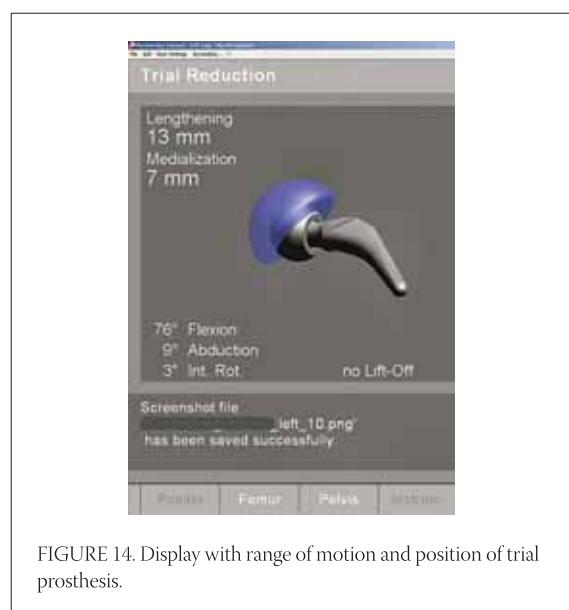 Trial Reduction
Lengthening
13 mm
Medialization
7 mm
76° Flexion
9° Abduction
3° Int. Rot.
no Lift-Off
Screenshot file
_left_10.png'
has been saved successfully
Pointer
Femur
Pelvis
FIGURE 14. Display with range of motion and position of trial
prosthesis.